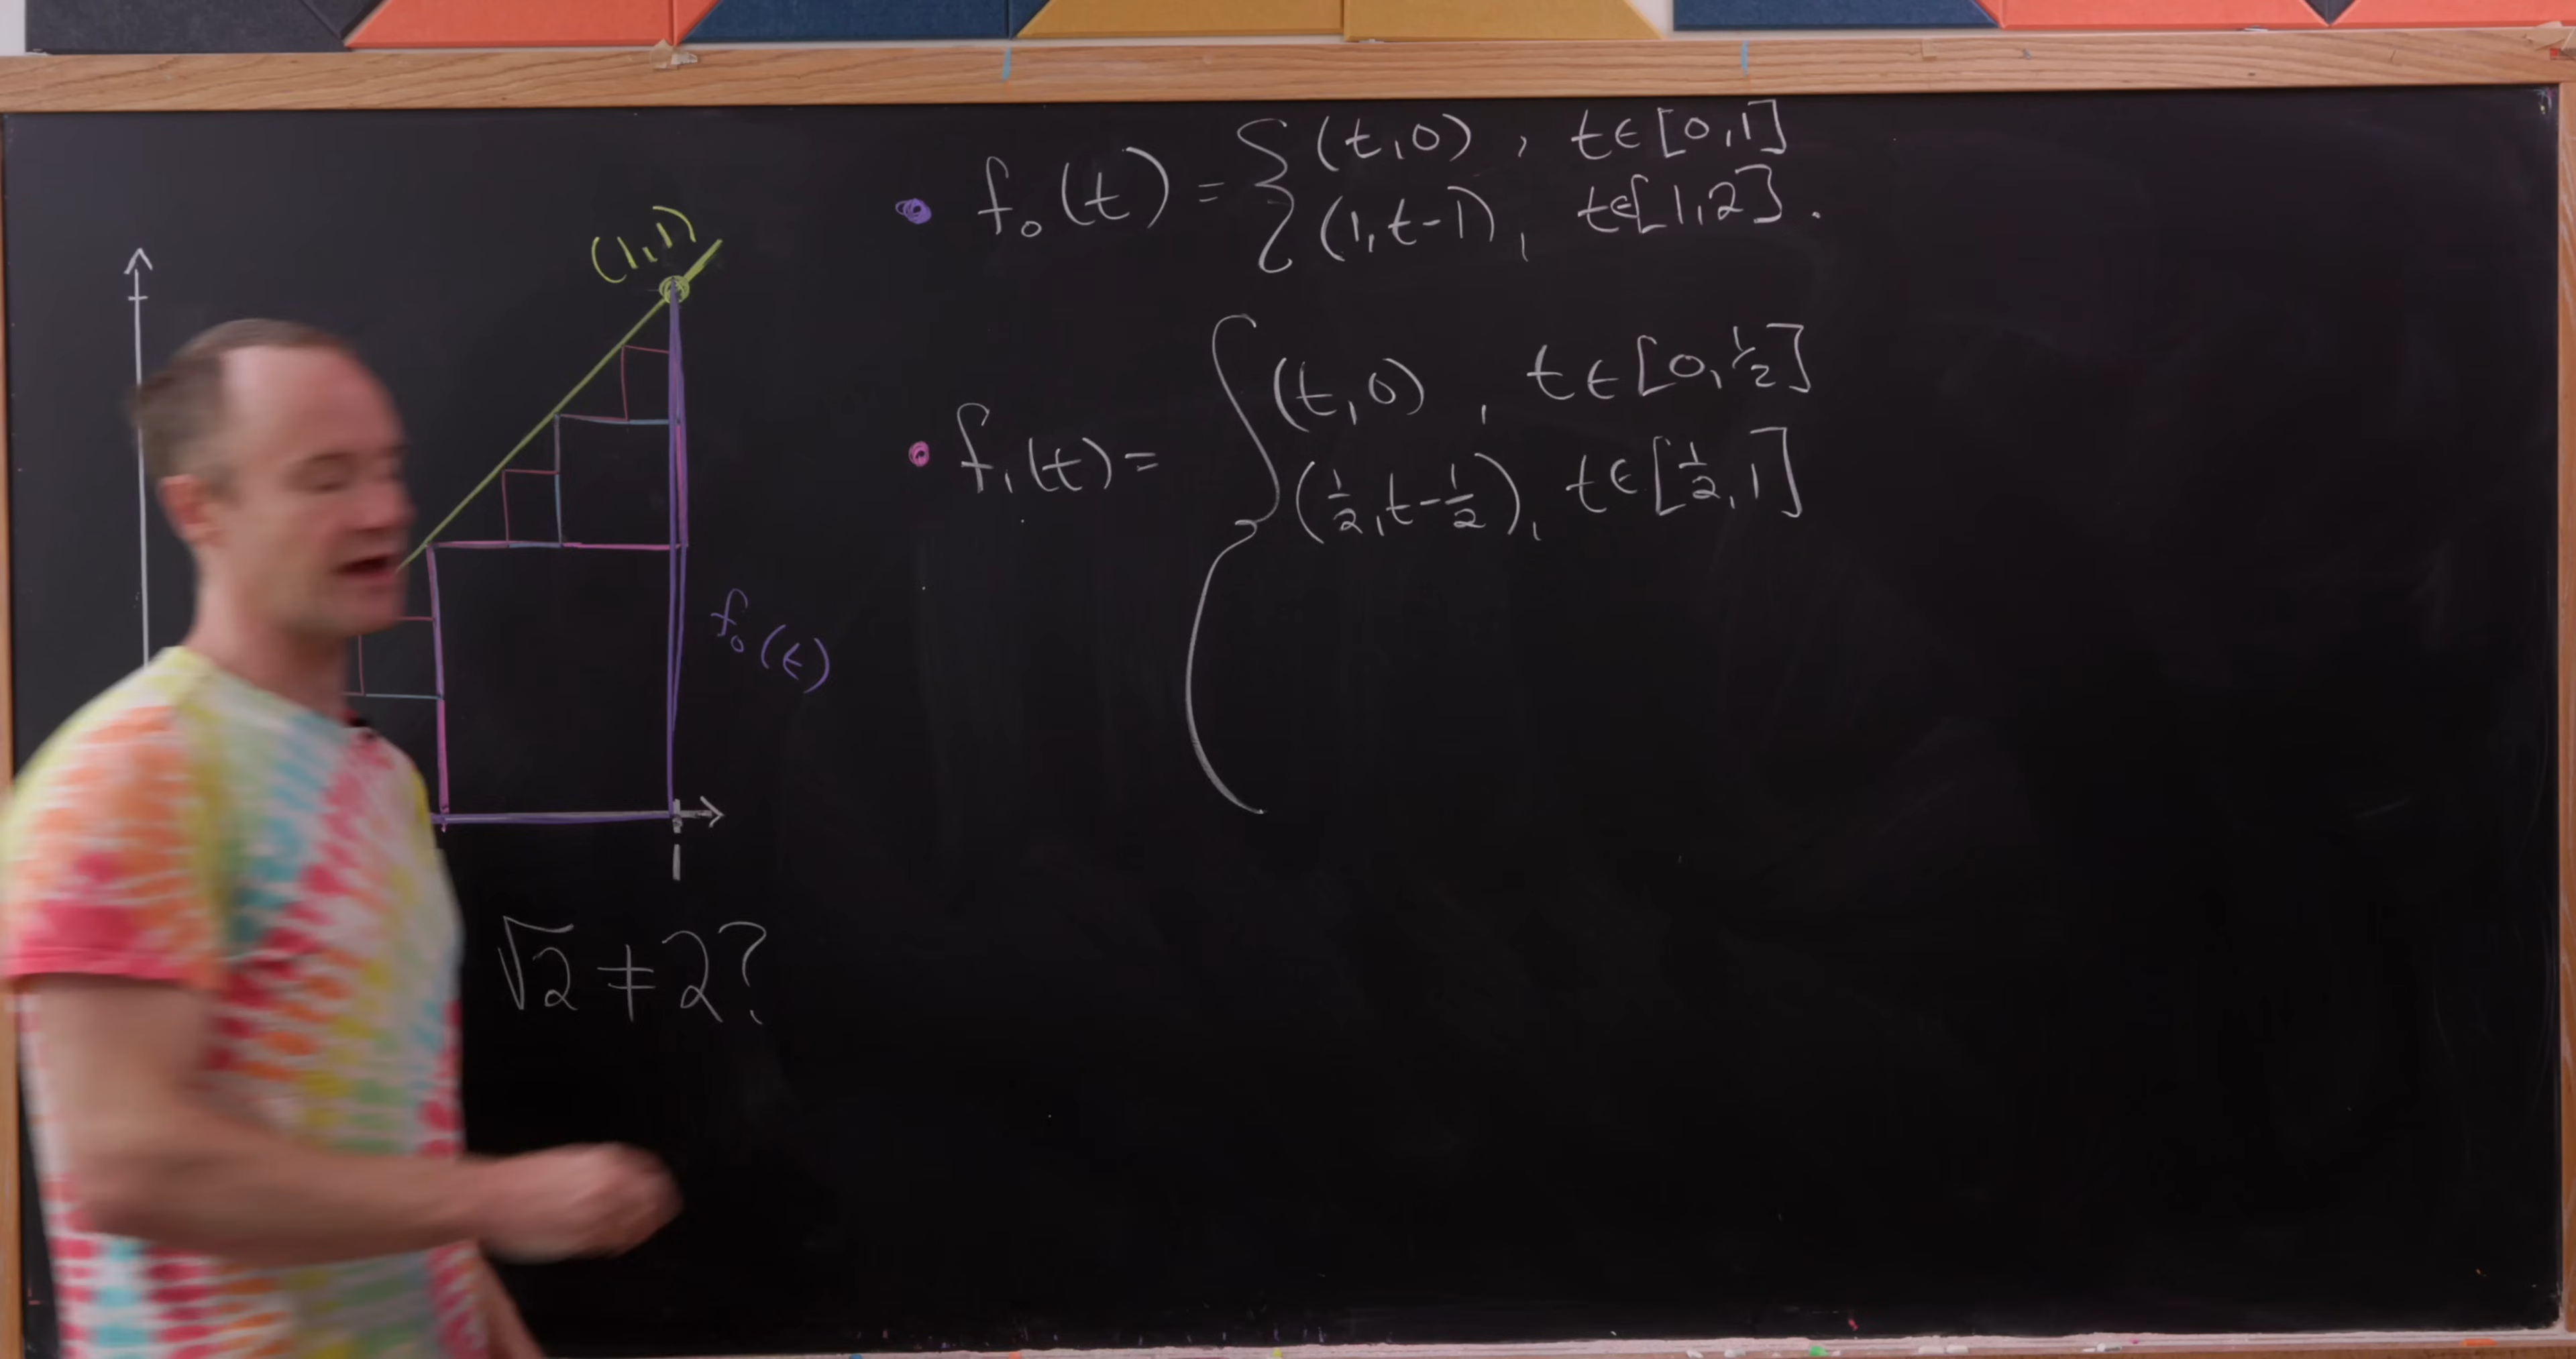 (1,1)
f₀(t)
1
√2 ≠ 2?
• f₀(t) = { (t,0) , t∈[0,1]
(1,t-1), t∈[1,2].
• f₁(t) = { (t,0) , t∈[0,½]
(½,t-½), t∈[½,1]